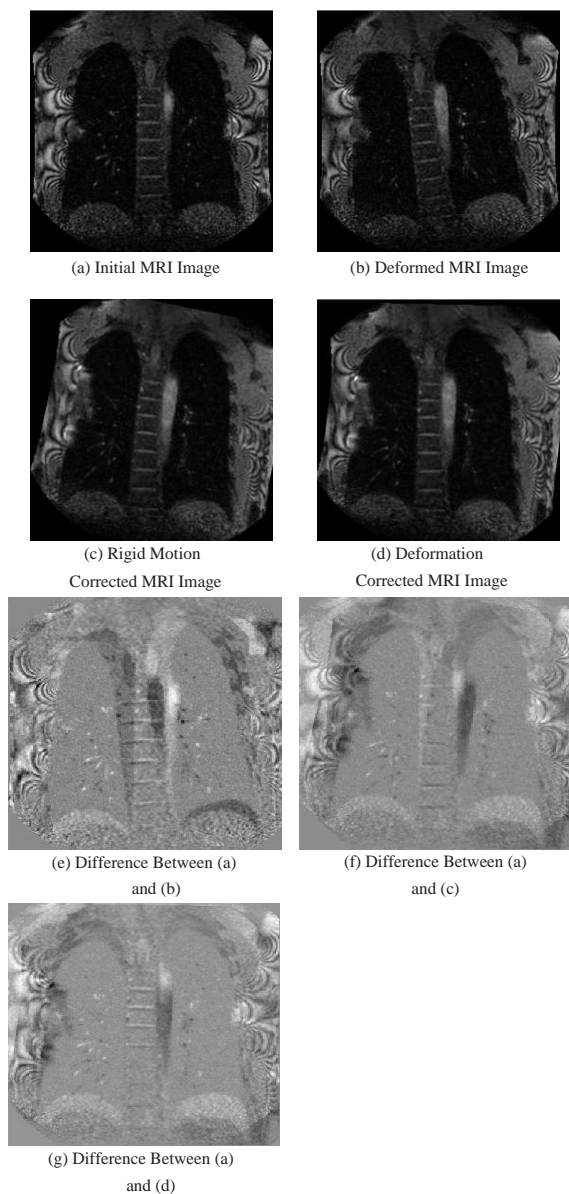 (a) Initial MRI Image
(b) Deformed MRI Image
(c) Rigid Motion
Corrected MRI Image
(d) Deformation
Corrected MRI Image
(e) Difference Between (a)
and (b)
(f) Difference Between (a)
and (c)
(g) Difference Between (a)
and (d)